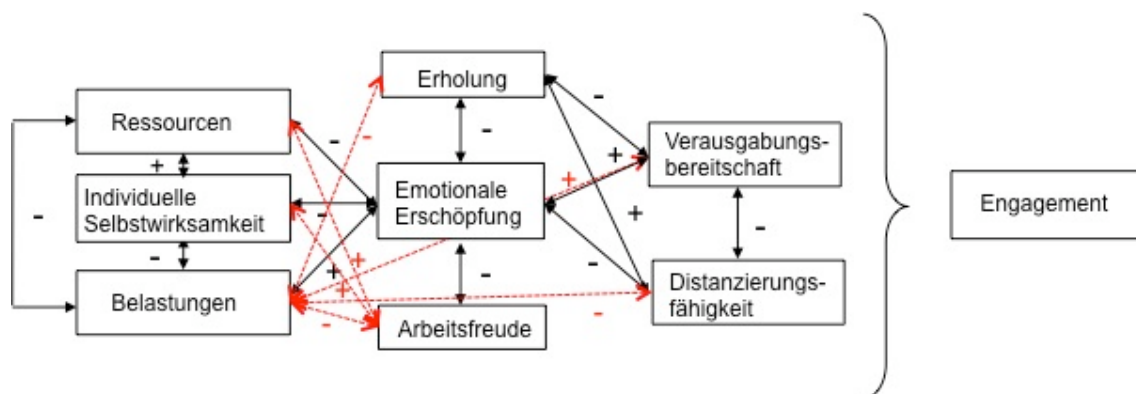 Erholung
Ressourcen
Individuelle
Selbstwirksamkeit
Belastungen
Emotionale
Erschöpfung
Arbeitsfreude
Verausgabungs-
bereitschaft
Distanzierungs-
fähigkeit
Engagement
-
+
-
-
-
-
-
-
+
+
+
-
-
-
+
+
+
-
-
-